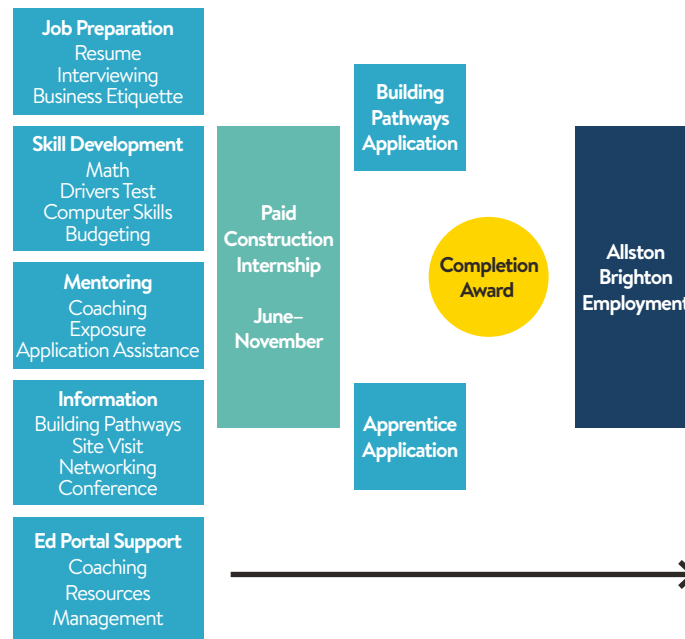 Job Preparation
Resume
Interviewing
Business Etiquette
Skill Development
Math
Drivers Test
Computer Skills
Budgeting
Mentoring
Coaching
Exposure
Application Assistance
Information
Building Pathways
Site Visit
Networking
Conference
Ed Portal Support
Coaching
Resources
Management
Paid
Construction
Internship
June–
November
Building
Pathways
Application
Apprentice
Application
Completion
Award
Allston
Brighton
Employment